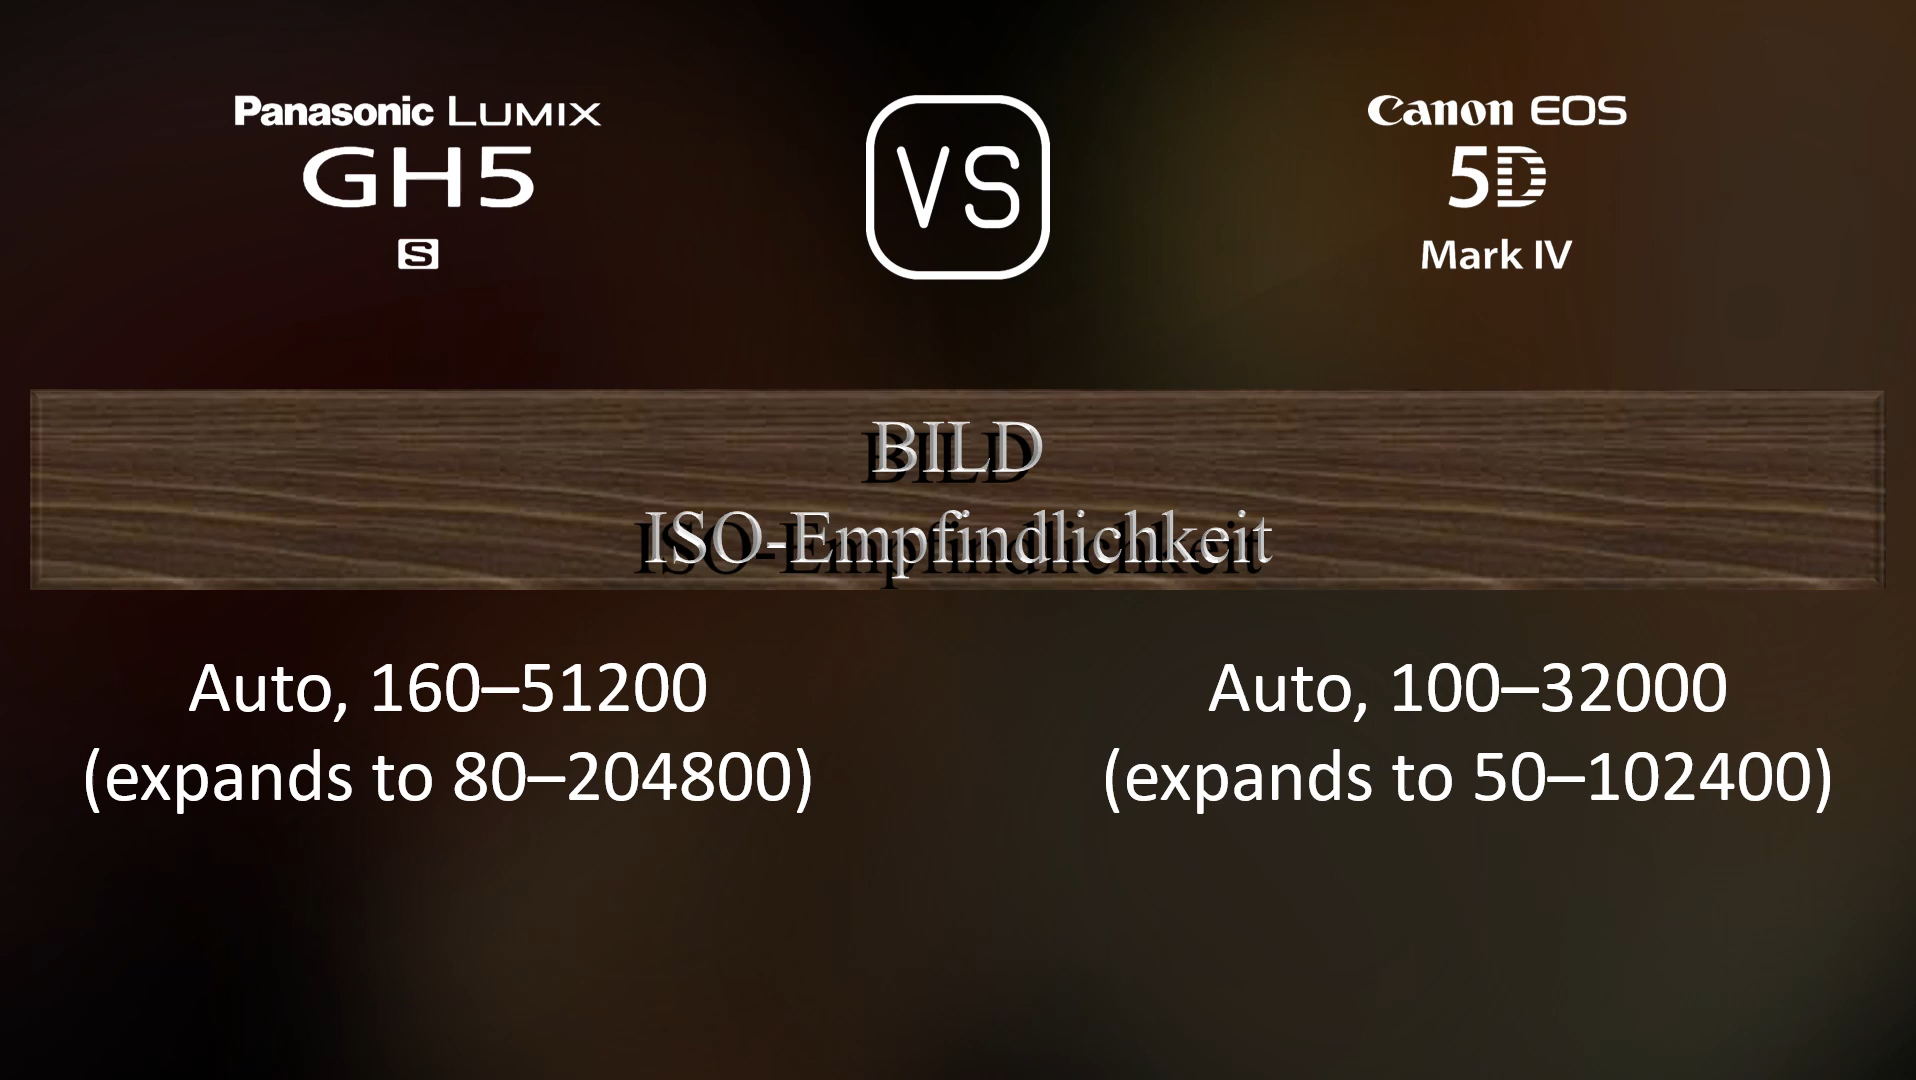 Panasonic LUMIX
GH5
S
VS
Canon EOS
5D
Mark IV
BILD
ISO-Empfindlichkeit
Auto, 160–51200
(expands to 80–204800)
Auto, 100–32000
(expands to 50–102400)